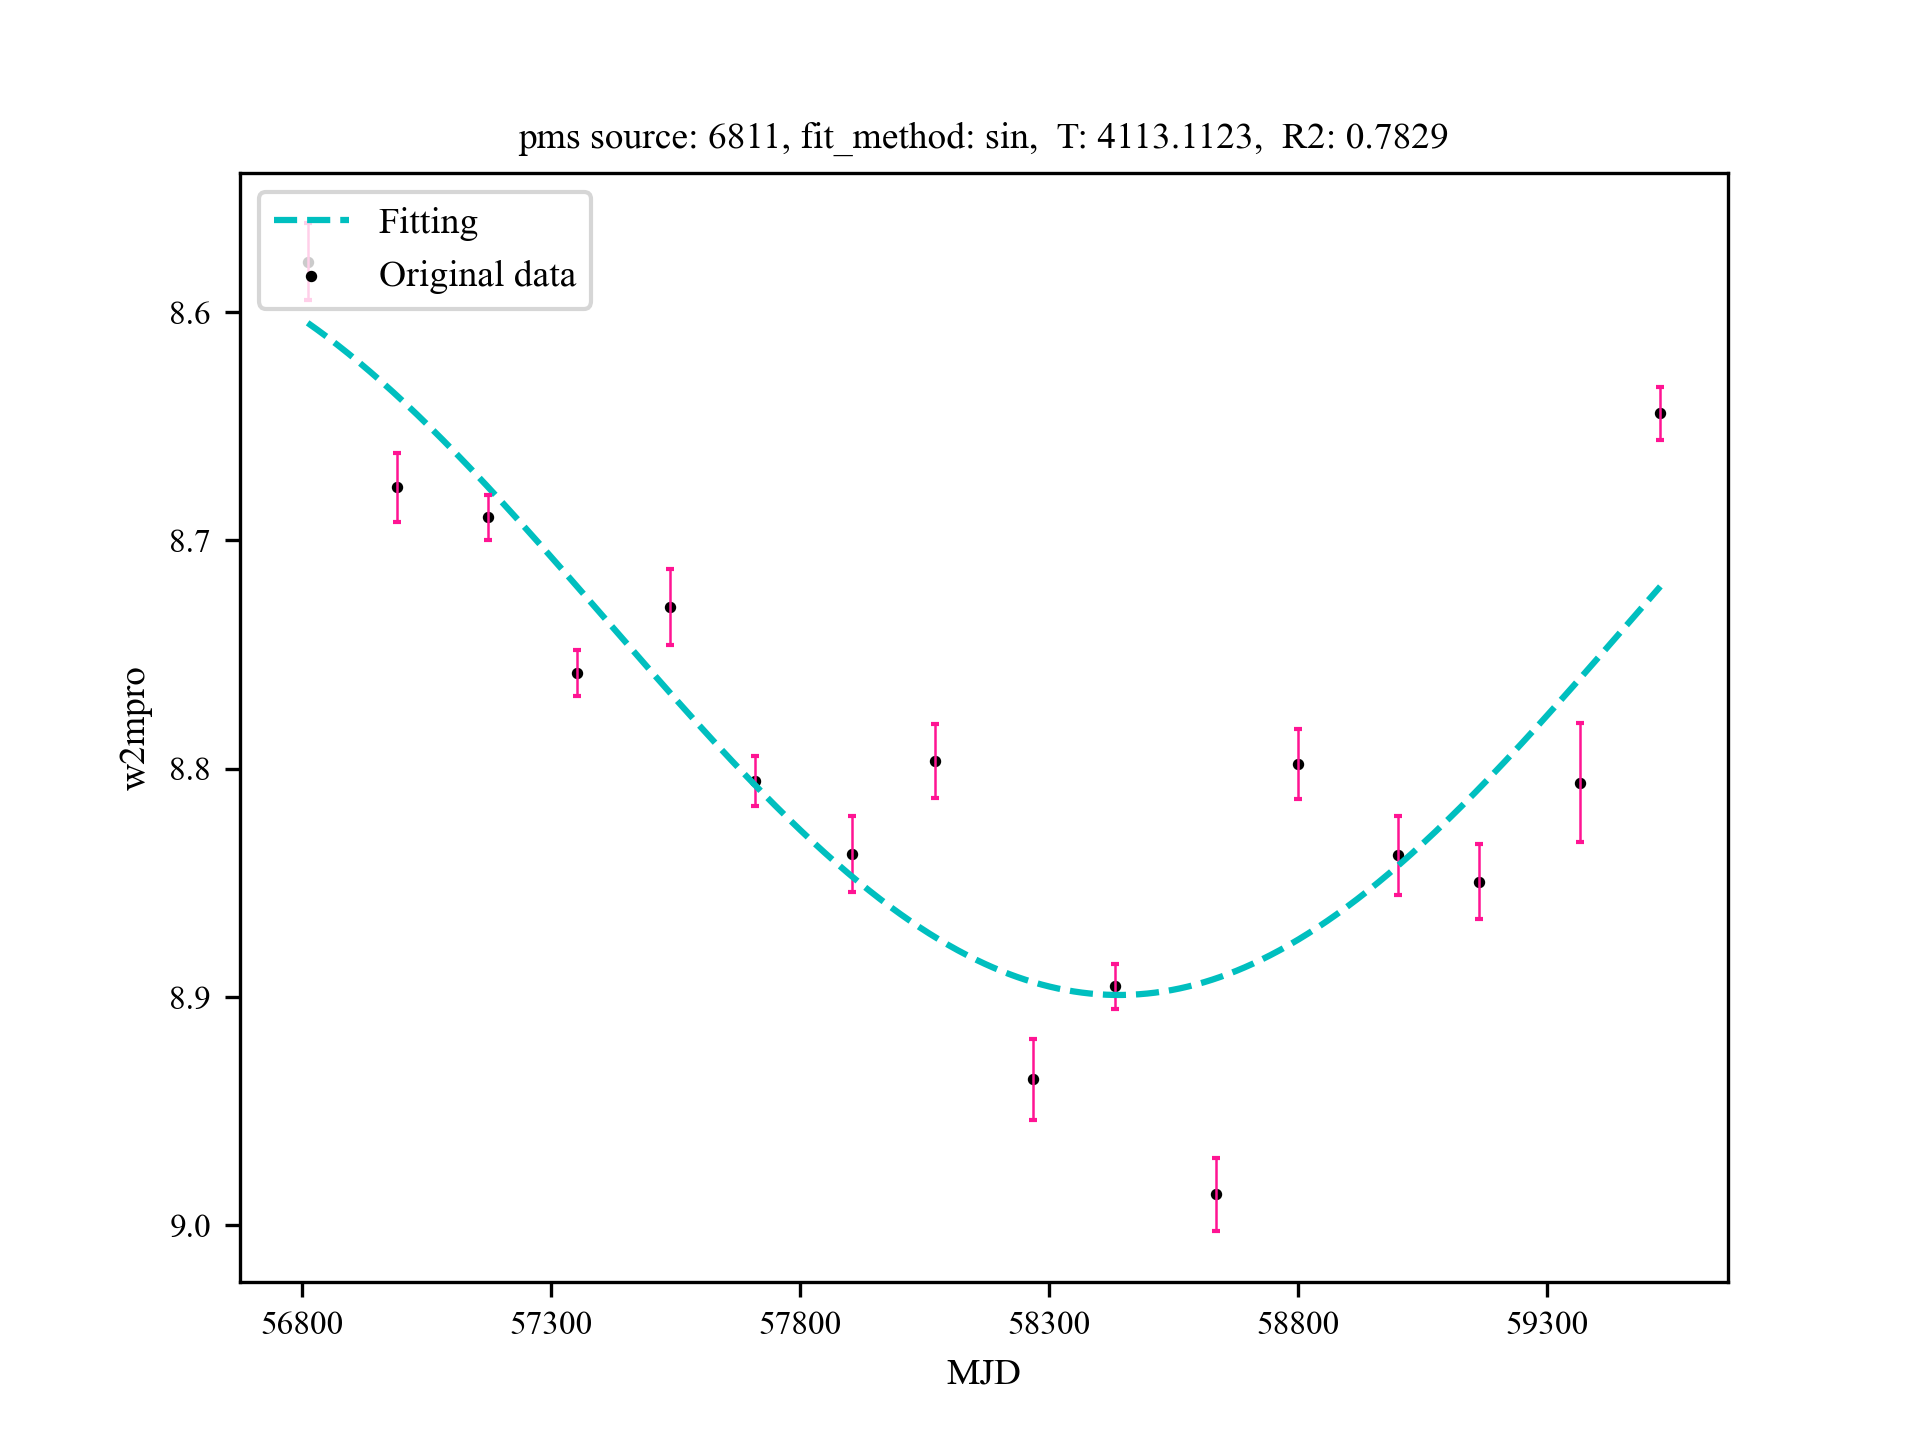 pms source: 6811, fit_method: sin, T: 4113.1123, R2: 0.7829
Fitting
Original data
8.6
8.7
8.8
8.9
9.0
w2mpro
56800
57300
57800
58300
58800
59300
MJD